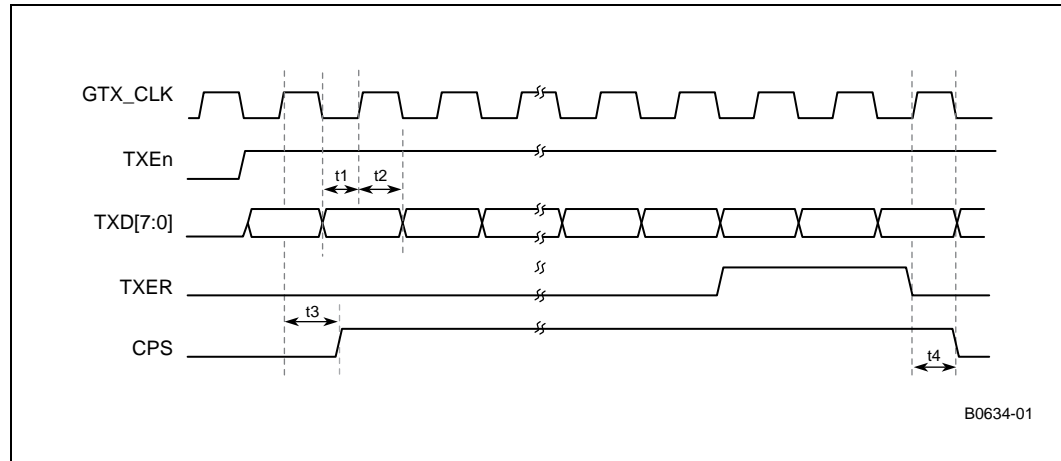 GTX_CLK
TXEn
t1 t2
TXD[7:0]
TXER
t3
CPS
t4
B0634-01